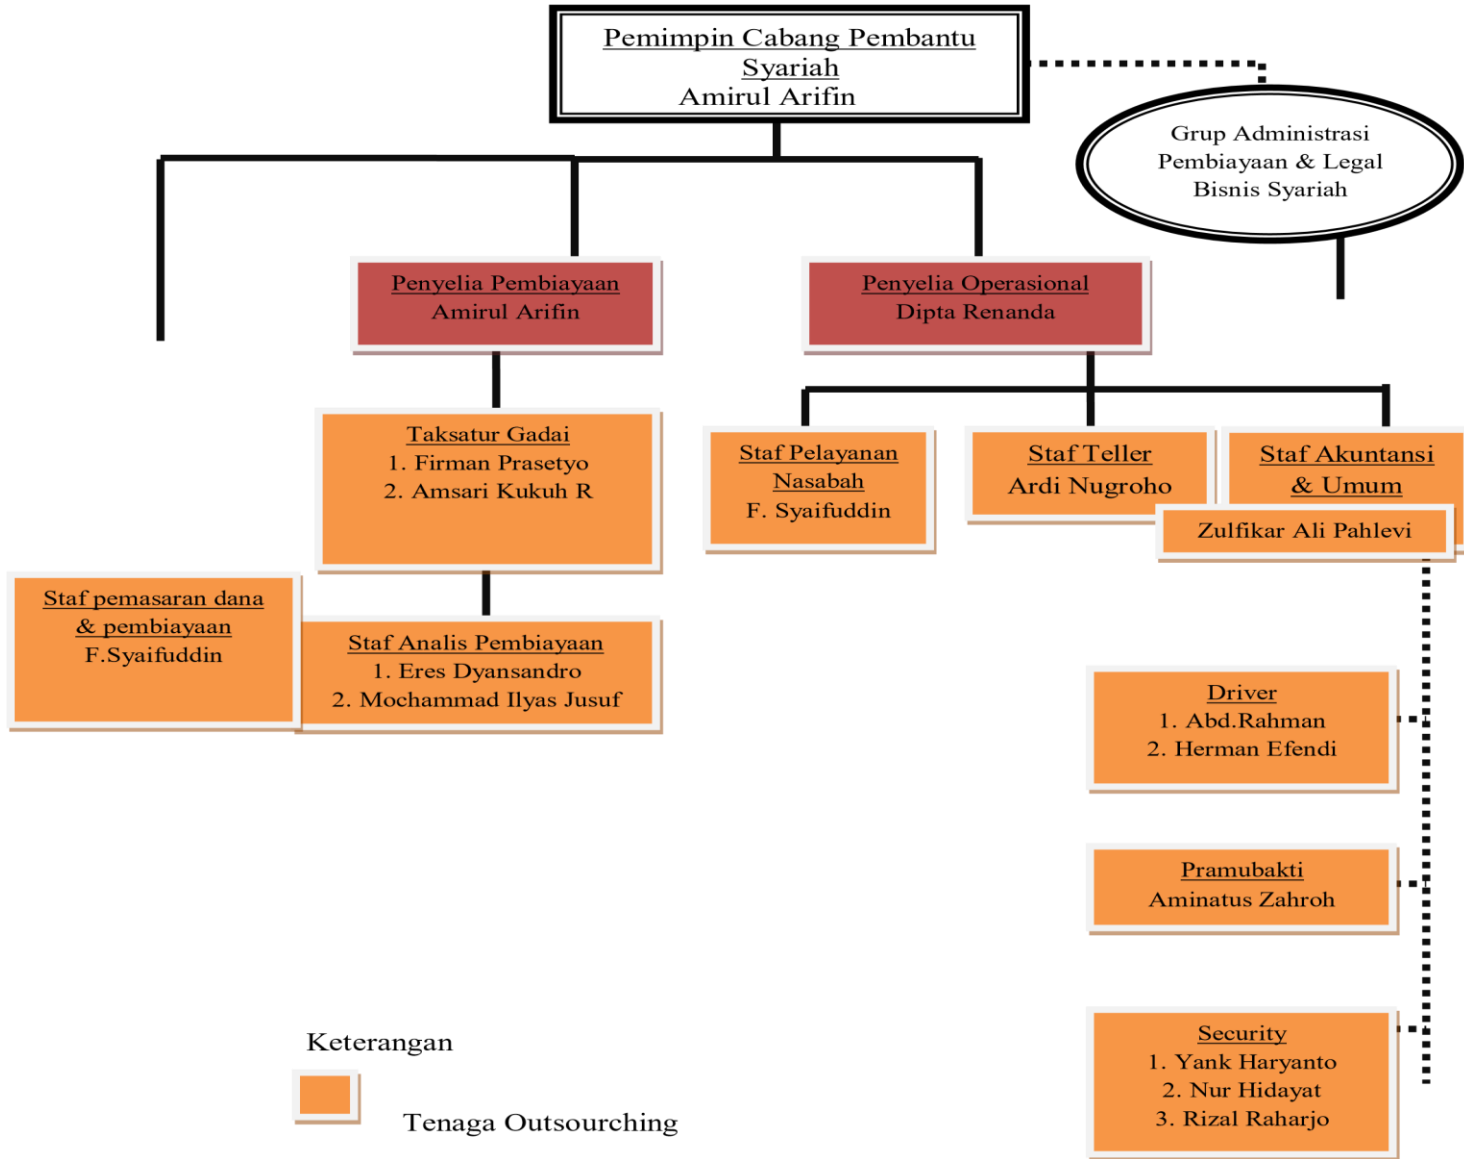 Pemimpin Cabang Pembantu
Syariah
Amirul Arifin
Grup Administrasi
Pembiayaan & Legal
Bisnis Syariah
Penyelia Pembiayaan
Amirul Arifin
Penyelia Operasional
Dipta Renanda
Taksatur Gadai
1. Firman Prasetyo
2. Amsari Kukuh R
Staf Pelayanan
Nasabah
F. Syaifuddin
Staf Teller
Ardi Nugroho
Staf Akuntansi
& Umum
Zulfikar Ali Pahlevi
Staf pemasaran dana
& pembiayaan
F.Syaifuddin
Staf Analis Pembiayaan
1. Eres Dyansandro
2. Mochammad Ilyas Jusuf
Driver
1. Abd.Rahman
2. Herman Efendi
Pramubakti
Aminatus Zahroh
Security
1. Yank Haryanto
2. Nur Hidayat
3. Rizal Raharjo
Keterangan
Tenaga Outsourching